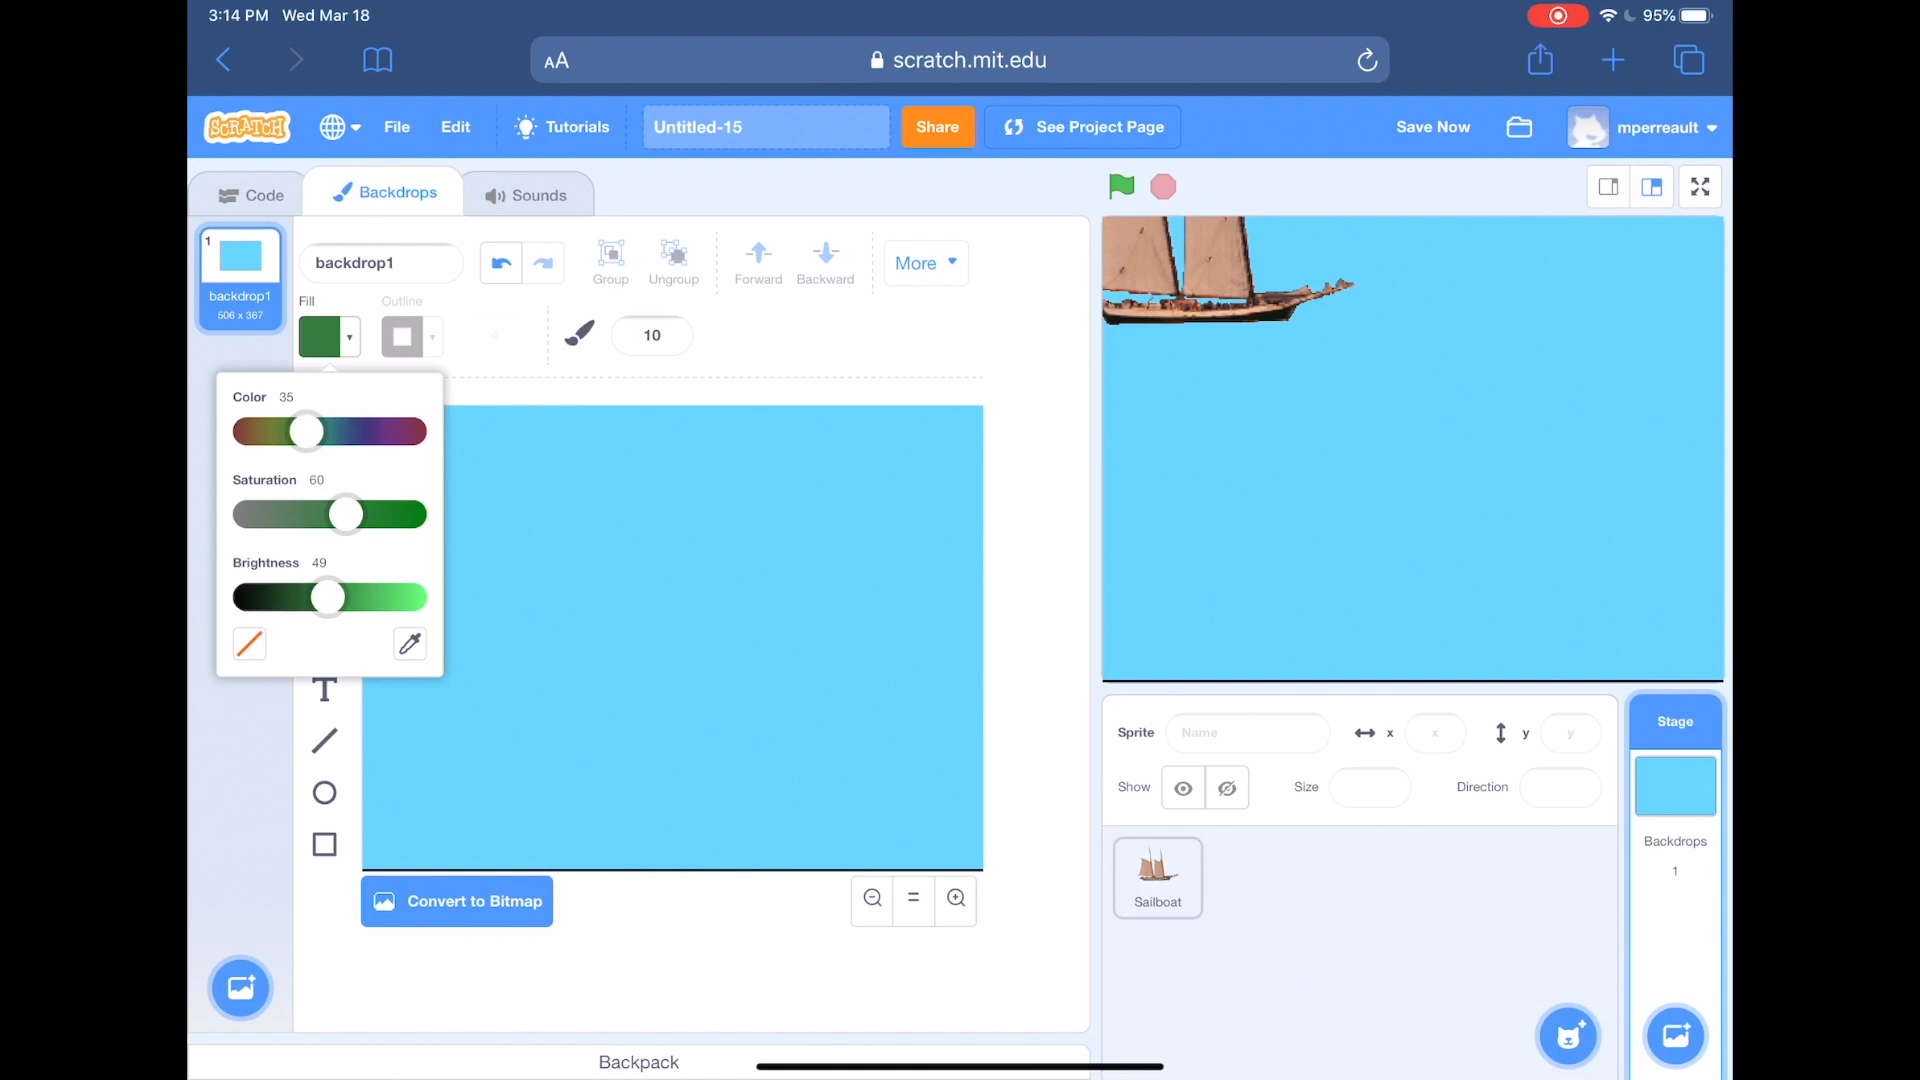 3:14 PM Wed Mar 18
95%
AA
scratch.mit.edu
SCRATCH
File
Edit
Tutorials
Untitled-15
Share
See Project Page
Save Now
mperreault
Code
Backdrops
Sounds
1
backdrop1
506 x 367
backdrop1
Group
Ungroup
Forward
Backward
More
Fill
Outline
4
10
Color 35
Saturation 60
Brightness 49
T
Convert to Bitmap
=
Backpack
Sprite
Name
x
x
y
y
Show
Size
Direction
Sailboat
Stage
Backdrops
1